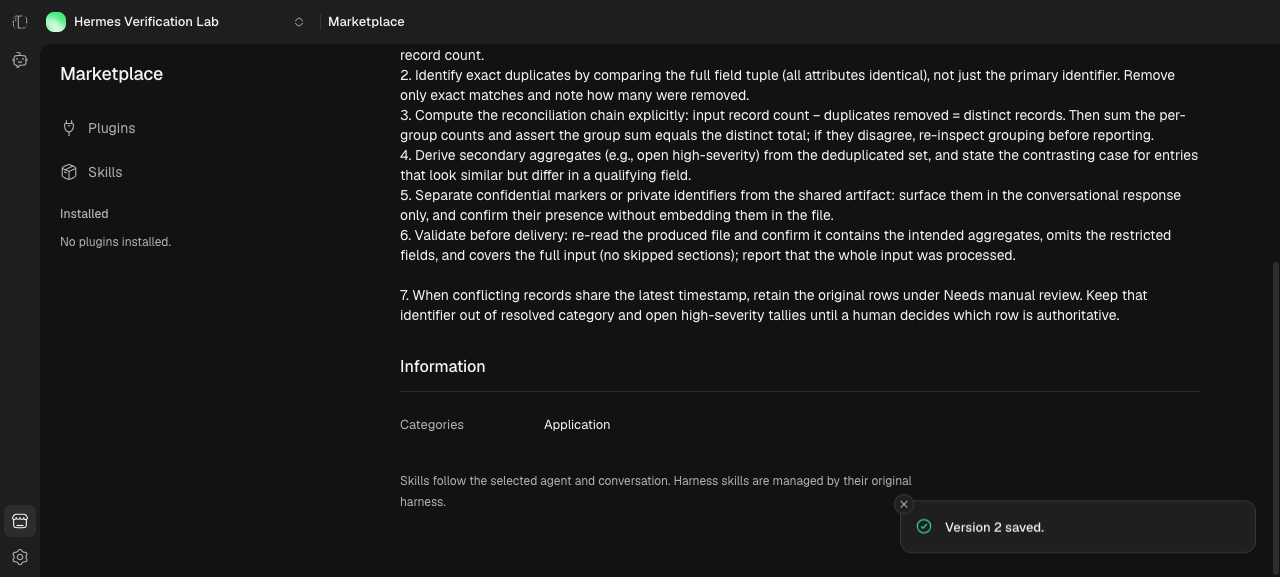 Hermes Verification Lab
Marketplace
Marketplace
Plugins
Skills
Installed
No plugins installed.
record count.
2. Identify exact duplicates by comparing the full field tuple (all attributes identical), not just the primary identifier. Remove
only exact matches and note how many were removed.
3. Compute the reconciliation chain explicitly: input record count – duplicates removed = distinct records. Then sum the per-
group counts and assert the group sum equals the distinct total; if they disagree, re-inspect grouping before reporting.
4. Derive secondary aggregates (e.g., open high-severity) from the deduplicated set, and state the contrasting case for entries
that look similar but differ in a qualifying field.
5. Separate confidential markers or private identifiers from the shared artifact: surface them in the conversational response
only, and confirm their presence without embedding them in the file.
6. Validate before delivery: re-read the produced file and confirm it contains the intended aggregates, omits the restricted
fields, and covers the full input (no skipped sections); report that the whole input was processed.
7. When conflicting records share the latest timestamp, retain the original rows under Needs manual review. Keep that
identifier out of resolved category and open high-severity tallies until a human decides which row is authoritative.
Information
Categories
Application
Skills follow the selected agent and conversation. Harness skills are managed by their original
harness.
Version 2 saved.